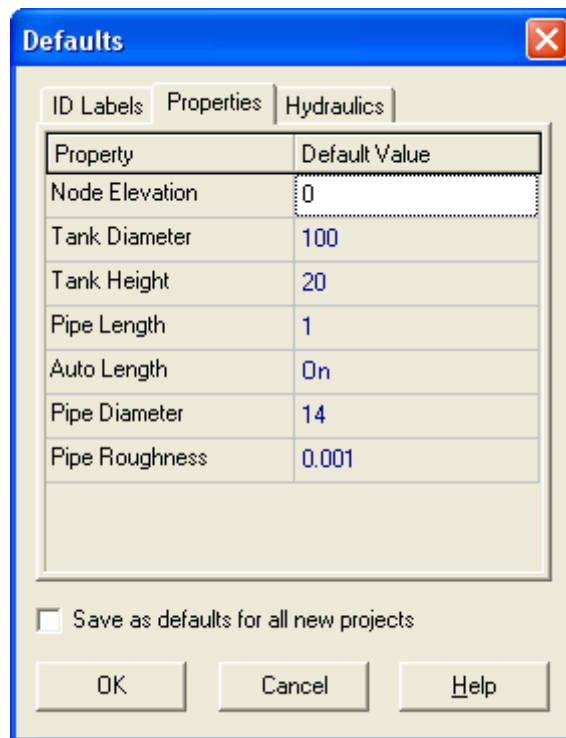 Defaults
ID Labels Properties Hydraulics
Property Default Value
Node Elevation 0
Tank Diameter 100
Tank Height 20
Pipe Length 1
Auto Length On
Pipe Diameter 14
Pipe Roughness 0.001
Save as defaults for all new projects
OK Cancel Help